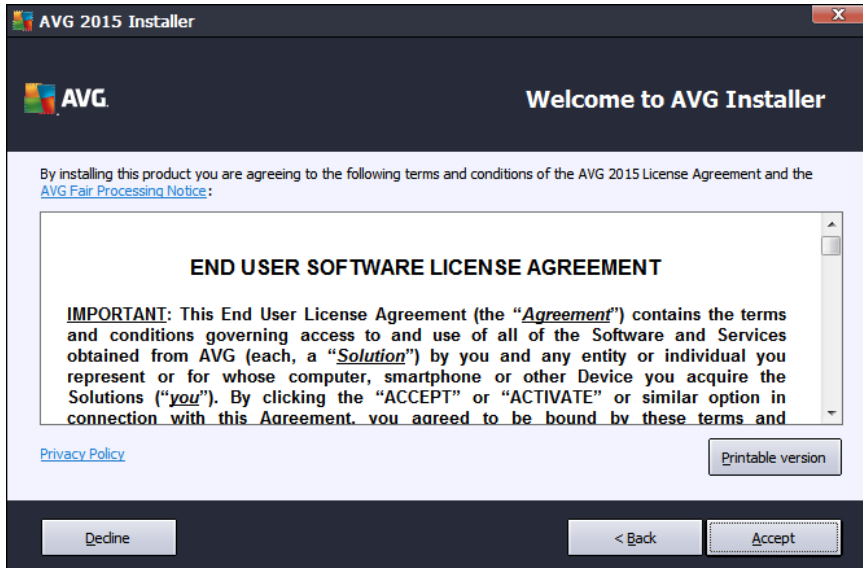 AVG 2015 Installer
X
AVG.
Welcome to AVG Installer
By installing this product you are agreeing to the following terms and conditions of the AVG 2015 License Agreement and the
AVG Fair Processing Notice:
END USER SOFTWARE LICENSE AGREEMENT
IMPORTANT: This End User License Agreement (the “Agreement”) contains the terms
and conditions governing access to and use of all of the Software and Services
obtained from AVG (each, a “Solution”) by you and any entity or individual you
represent or for whose computer, smartphone or other Device you acquire the
Solutions (“you”). By clicking the “ACCEPT” or “ACTIVATE” or similar option in
connection with this Agreement, you agreed to be bound by these terms and
Privacy Policy
Printable version
Decline
< Back
Accept